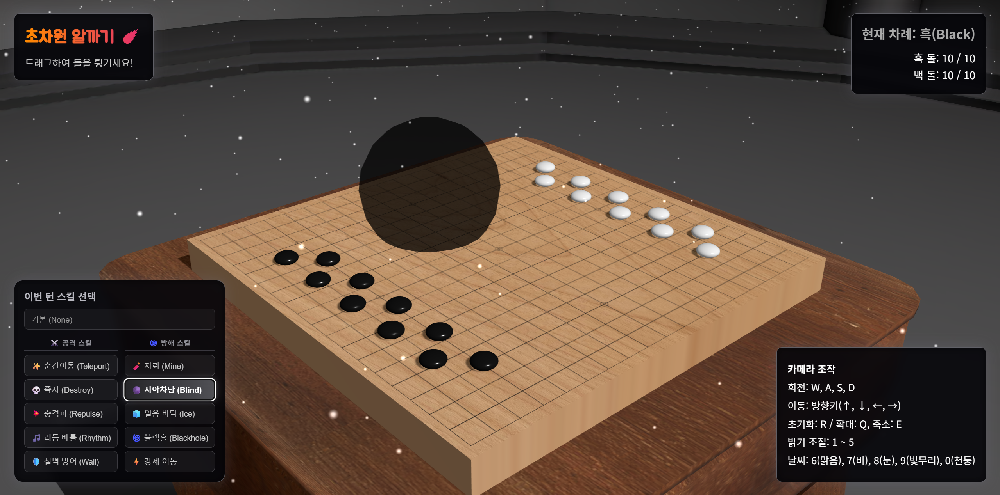 초차원 알까기
드래그하여 돌을 튕기세요!
현재 차례: 흑(Black)
흑 돌: 10 / 10
백 돌: 10 / 10
이번 턴 스킬 선택
기본 (None)
공격 스킬
순간이동 (Teleport)
즉사 (Destroy)
충격파 (Repulse)
리듬 배틀 (Rhythm)
철벽 방어 (Wall)
방해 스킬
지뢰 (Mine)
시야차단 (Blind)
얼음 바닥 (Ice)
블랙홀 (Blackhole)
강제 이동
카메라 조작
회전: W, A, S, D
이동: 방향키(↑, ↓, ←, →)
초기화: R / 확대: Q, 축소: E
밝기 조절: 1 ~ 5
날씨: 6(맑음), 7(비), 8(눈), 9(빛무리), 0(천둥)